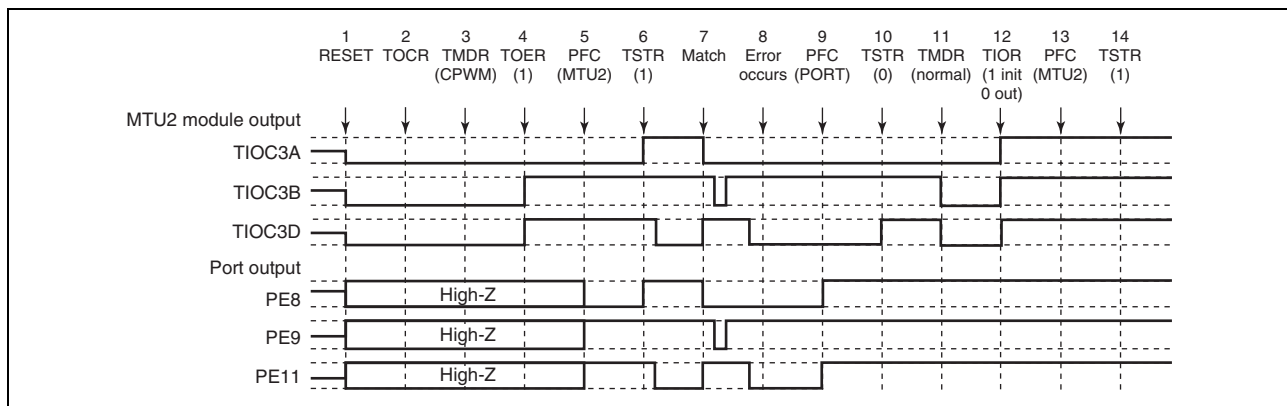 1 2 3 4 5 6 7 8 9 10 11 12 13 14
RESET TOCR TMDR TOER PFC TSTR Match Error PFC TSTR TMDR TIOR PFC TSTR
(CPWM) (1) (MTU2) (1) occurs (PORT) (0) (normal) (1 init (MTU2) (1)
0 out)
MTU2 module output
TIOC3A
TIOC3B
TIOC3D
Port output
PE8 High-Z
PE9 High-Z
PE11 High-Z